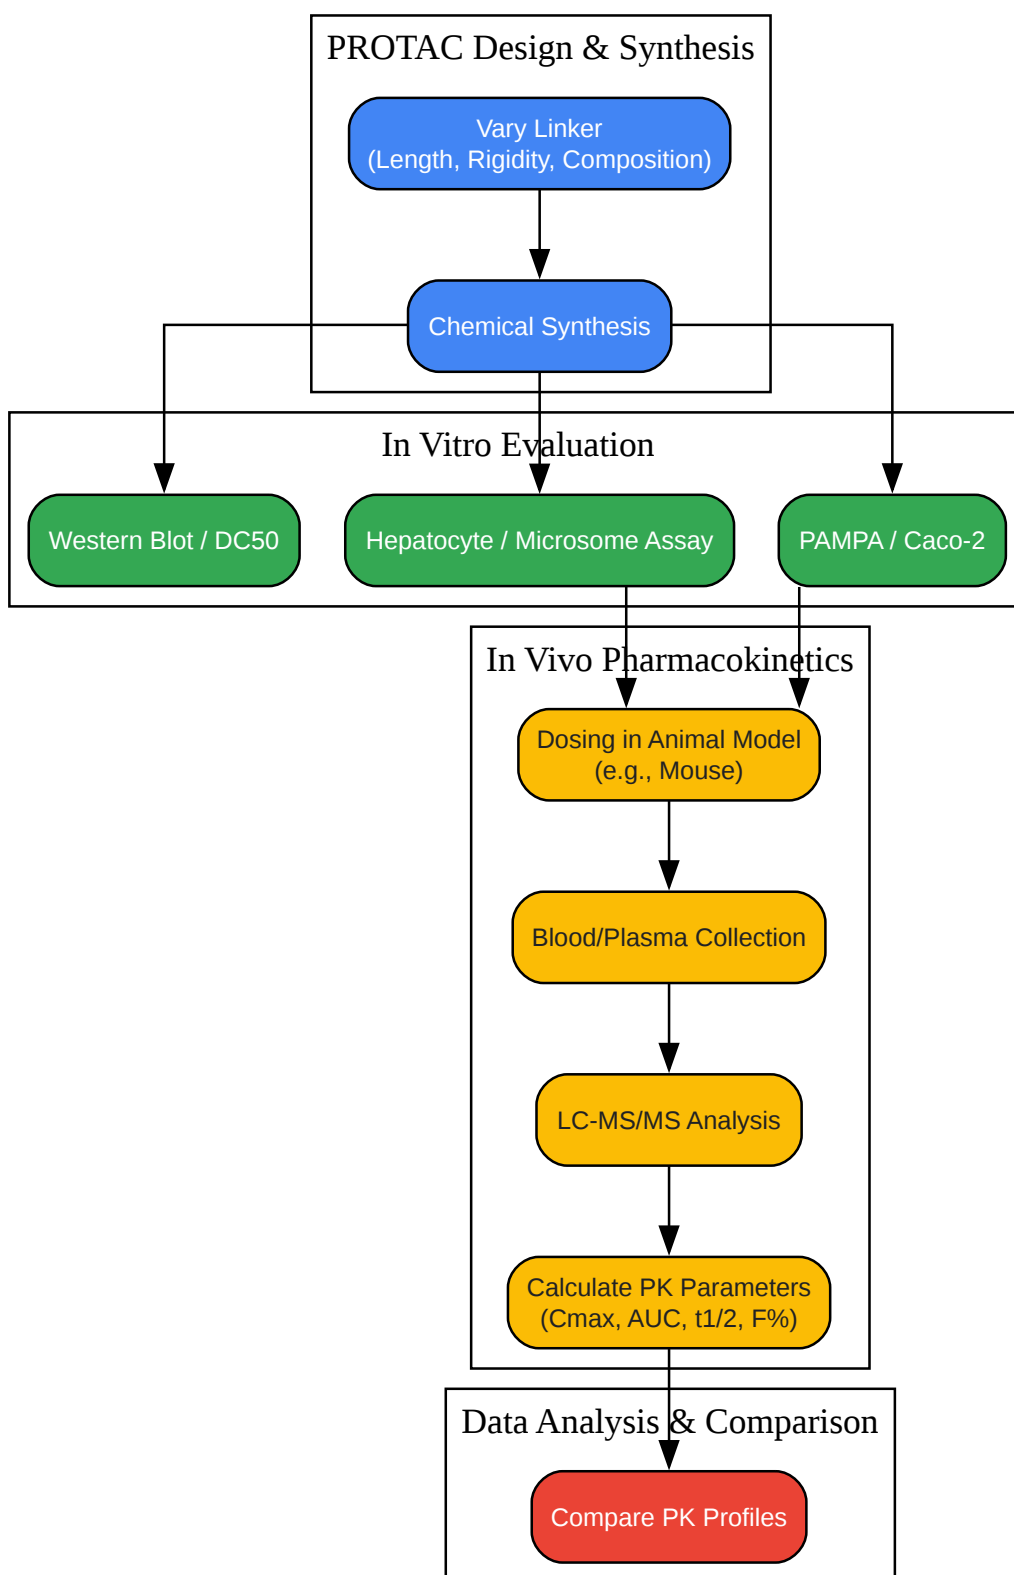 PROTAC Design & Synthesis
Vary Linker
(Length, Rigidity, Composition)
Chemical Synthesis
In Vitro Evaluation
Western Blot / DC50
Hepatocyte / Microsome Assay
PAMPA / Caco-2
In Vivo Pharmacokinetics
Dosing in Animal Model
(e.g., Mouse)
Blood/Plasma Collection
LC-MS/MS Analysis
Calculate PK Parameters
(Cmax, AUC, t1/2, F%)
Data Analysis & Comparison
Compare PK Profiles